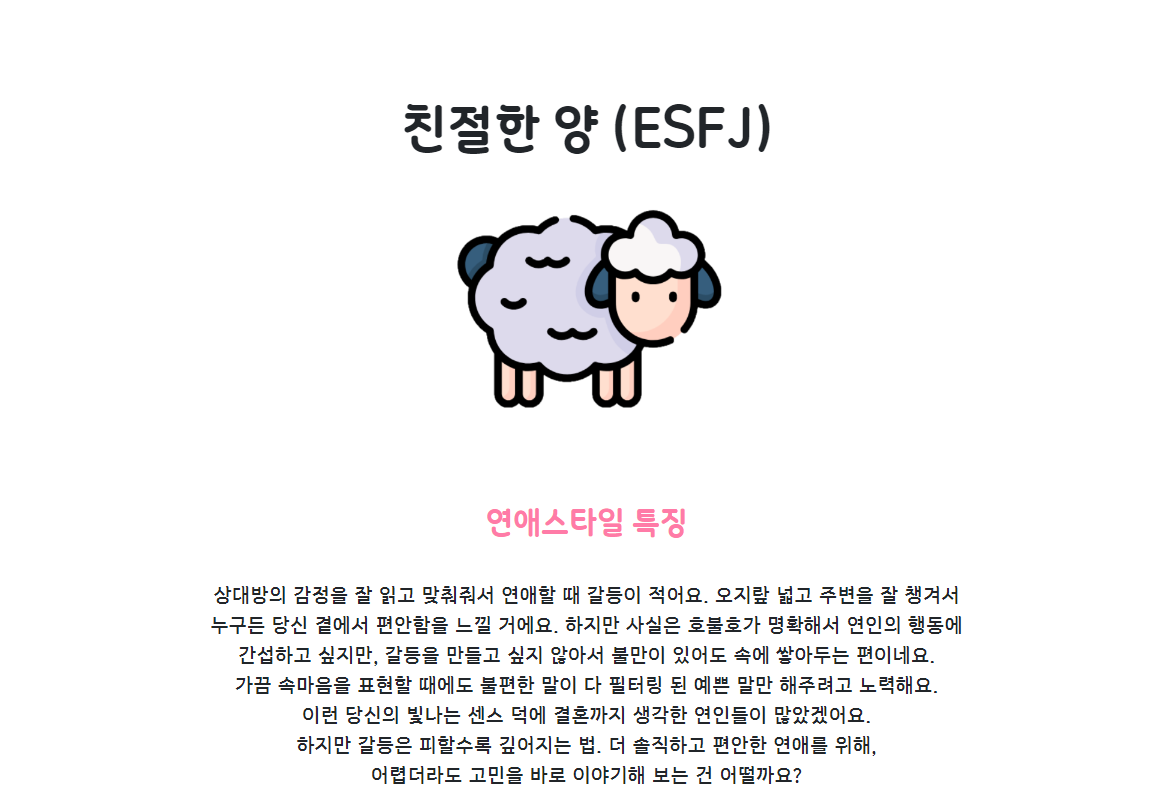 친절한 양 (ESFJ)
연애스타일 특징
상대방의 감정을 잘 읽고 맞춰줘서 연애할 때 갈등이 적어요. 오지랖 넓고 주변을 잘 챙겨서
누구든 당신 곁에서 편안함을 느낄 거에요. 하지만 사실은 호불호가 명확해서 연인의 행동에
간섭하고 싶지만, 갈등을 만들고 싶지 않아서 불만이 있어도 속에 쌓아두는 편이네요.
가끔 속마음을 표현할 때에도 불편한 말이 다 필터링 된 예쁜 말만 해주려고 노력해요.
이런 당신의 빛나는 센스 덕에 결혼까지 생각한 연인들이 많았겠어요.
하지만 갈등은 피할수록 깊어지는 법. 더 솔직하고 편안한 연애를 위해,
어렵더라도 고민을 바로 이야기해 보는 건 어떨까요?